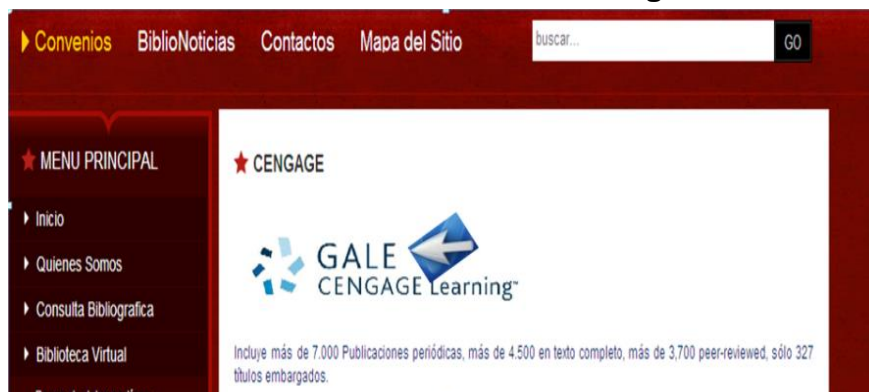 Convenios BiblioNoticias Contactos Mapa del Sitio buscar... GO
MENU PRINCIPAL
CENGAGE
Inicio
Quienes Somos
Consulta Bibliografica
Biblioteca Virtual
GALE
CENGAGE Learning™
Incluye más de 7.000 Publicaciones periódicas, más de 4.500 en texto completo, más de 3,700 peer-reviewed, sólo 327
títulos embargados.